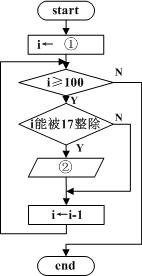 start
i← ①
i≥100
N
Y
i能被17整除
N
Y
②
i←i-1
end